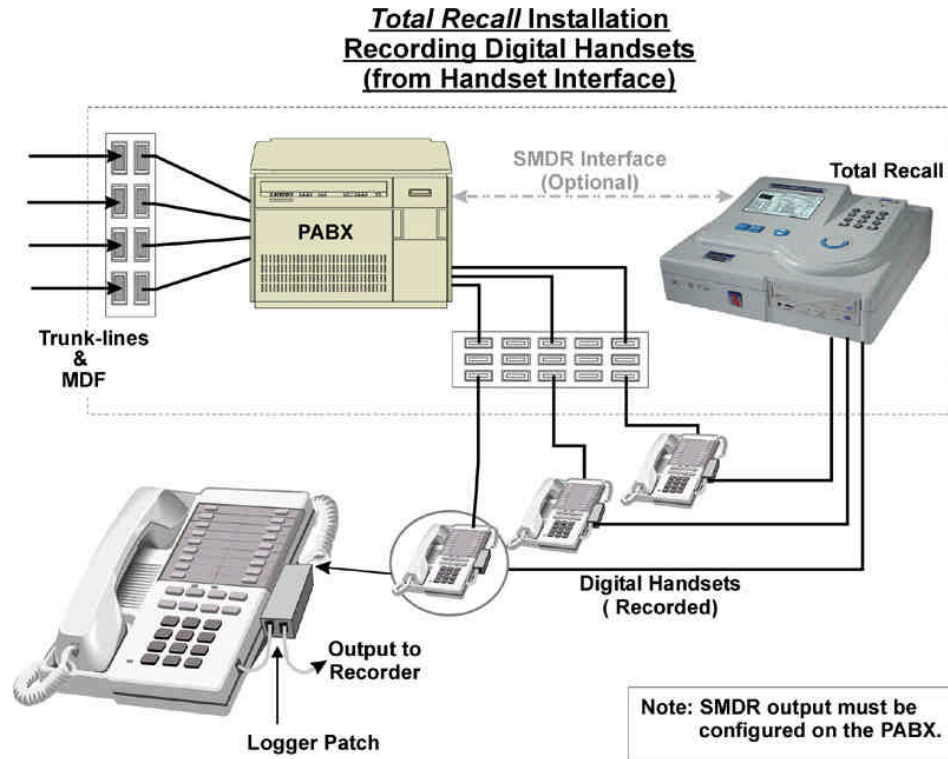 Total Recall Installation
Recording Digital Handsets
(from Handset Interface)
SMDR Interface
(Optional)
Total Recall
PABX
Trunk-lines
&
MDF
Digital Handsets
( Recorded)
Output to
Recorder
Logger Patch
Note: SMDR output must be
configured on the PABX.